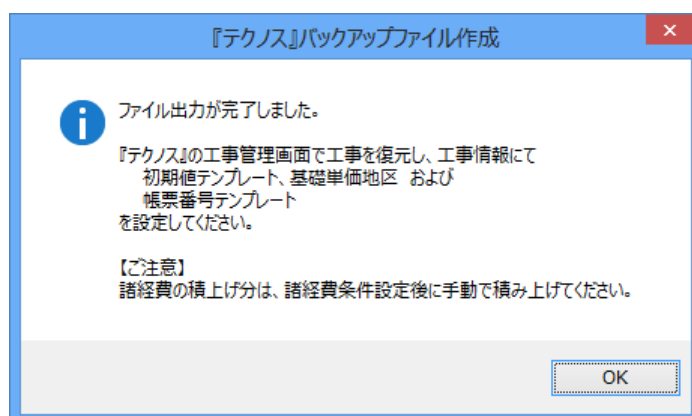 『テクノス』バックアップファイル作成
ファイル出力が完了しました。
『テクノス』の工事管理画面で工事を復元し、工事情報にて
初期値テンプレート、基礎単価地区 および
帳票番号テンプレート
を設定してください。
【ご注意】
諸経費の積上げ分は、諸経費条件設定後に手動で積み上げてください。
OK